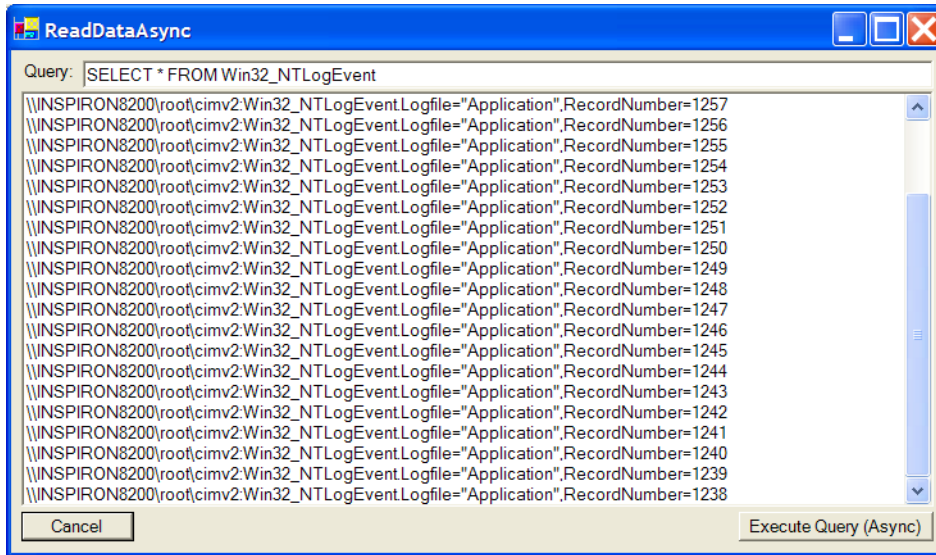 ReadDataAsync
Query: SELECT * FROM Win32_NTLogEvent
\\INSPIRON8200\root\cimv2:Win32_NTLogEvent.Logfile="Application",RecordNumber=1257
\\INSPIRON8200\root\cimv2:Win32_NTLogEvent.Logfile="Application",RecordNumber=1256
\\INSPIRON8200\root\cimv2:Win32_NTLogEvent.Logfile="Application",RecordNumber=1255
\\INSPIRON8200\root\cimv2:Win32_NTLogEvent.Logfile="Application",RecordNumber=1254
\\INSPIRON8200\root\cimv2:Win32_NTLogEvent.Logfile="Application",RecordNumber=1253
\\INSPIRON8200\root\cimv2:Win32_NTLogEvent.Logfile="Application",RecordNumber=1252
\\INSPIRON8200\root\cimv2:Win32_NTLogEvent.Logfile="Application",RecordNumber=1251
\\INSPIRON8200\root\cimv2:Win32_NTLogEvent.Logfile="Application",RecordNumber=1250
\\INSPIRON8200\root\cimv2:Win32_NTLogEvent.Logfile="Application",RecordNumber=1249
\\INSPIRON8200\root\cimv2:Win32_NTLogEvent.Logfile="Application",RecordNumber=1248
\\INSPIRON8200\root\cimv2:Win32_NTLogEvent.Logfile="Application",RecordNumber=1247
\\INSPIRON8200\root\cimv2:Win32_NTLogEvent.Logfile="Application",RecordNumber=1246
\\INSPIRON8200\root\cimv2:Win32_NTLogEvent.Logfile="Application",RecordNumber=1245
\\INSPIRON8200\root\cimv2:Win32_NTLogEvent.Logfile="Application",RecordNumber=1244
\\INSPIRON8200\root\cimv2:Win32_NTLogEvent.Logfile="Application",RecordNumber=1243
\\INSPIRON8200\root\cimv2:Win32_NTLogEvent.Logfile="Application",RecordNumber=1242
\\INSPIRON8200\root\cimv2:Win32_NTLogEvent.Logfile="Application",RecordNumber=1241
\\INSPIRON8200\root\cimv2:Win32_NTLogEvent.Logfile="Application",RecordNumber=1240
\\INSPIRON8200\root\cimv2:Win32_NTLogEvent.Logfile="Application",RecordNumber=1239
\\INSPIRON8200\root\cimv2:Win32_NTLogEvent.Logfile="Application",RecordNumber=1238
Cancel Execute Query (Async)